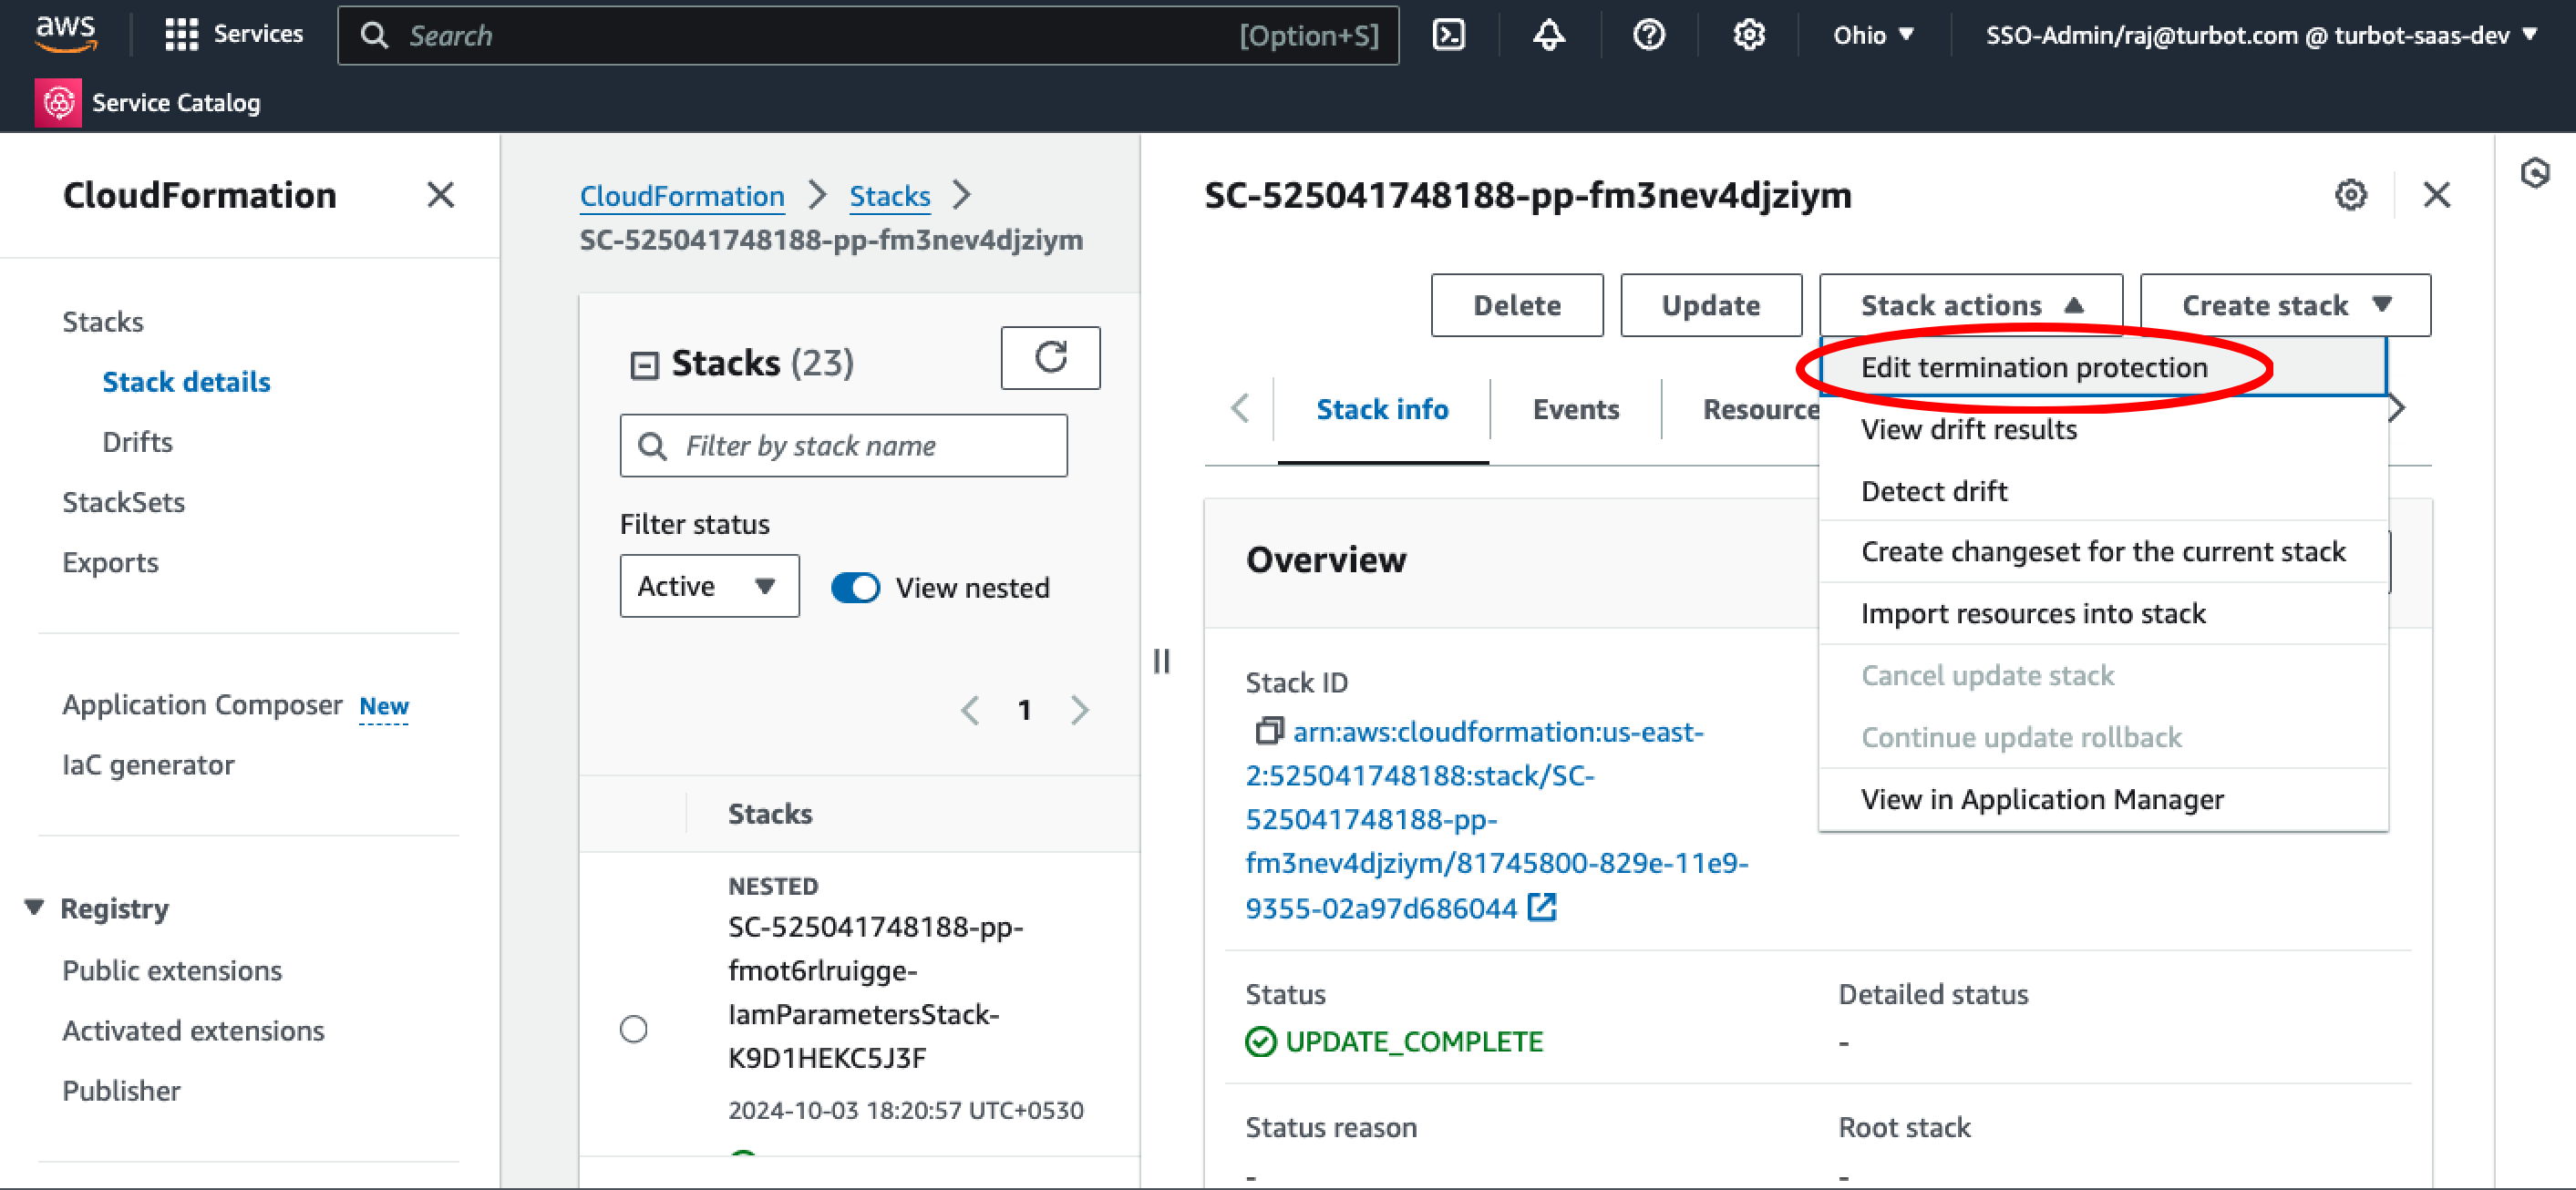 aws
Services
Search
[Option+S]
Ohio
SSO-Admin/raj@turbot.com @ turbot-saas-dev
Service Catalog
CloudFormation
Stacks
Stack details
Drifts
StackSets
Exports
Application Composer New
IaC generator
Registry
Public extensions
Activated extensions
Publisher
CloudFormation
Stacks
SC-525041748188-pp-fm3nev4djziym
Stacks (23)
Filter by stack name
Filter status
Active
View nested
1
Stacks
NESTED
SC-525041748188-pp-
fmot6rlruigge-
IamParametersStack-
K9D1HEKC5J3F
2024-10-03 18:20:57 UTC+0530
SC-525041748188-pp-fm3nev4djziym
Delete
Update
Stack actions
Create stack
Edit termination protection
View drift results
Detect drift
Create changeset for the current stack
Import resources into stack
Cancel update stack
Continue update rollback
View in Application Manager
Stack info
Events
Resource
Overview
Stack ID
arn:aws:cloudformation:us-east-
2:525041748188:stack/SC-
525041748188-pp-
fm3nev4djziym/81745800-829e-11e9-
9355-02a97d686044
Status
UPDATE_COMPLETE
Detailed status
-
Status reason
-
Root stack
-